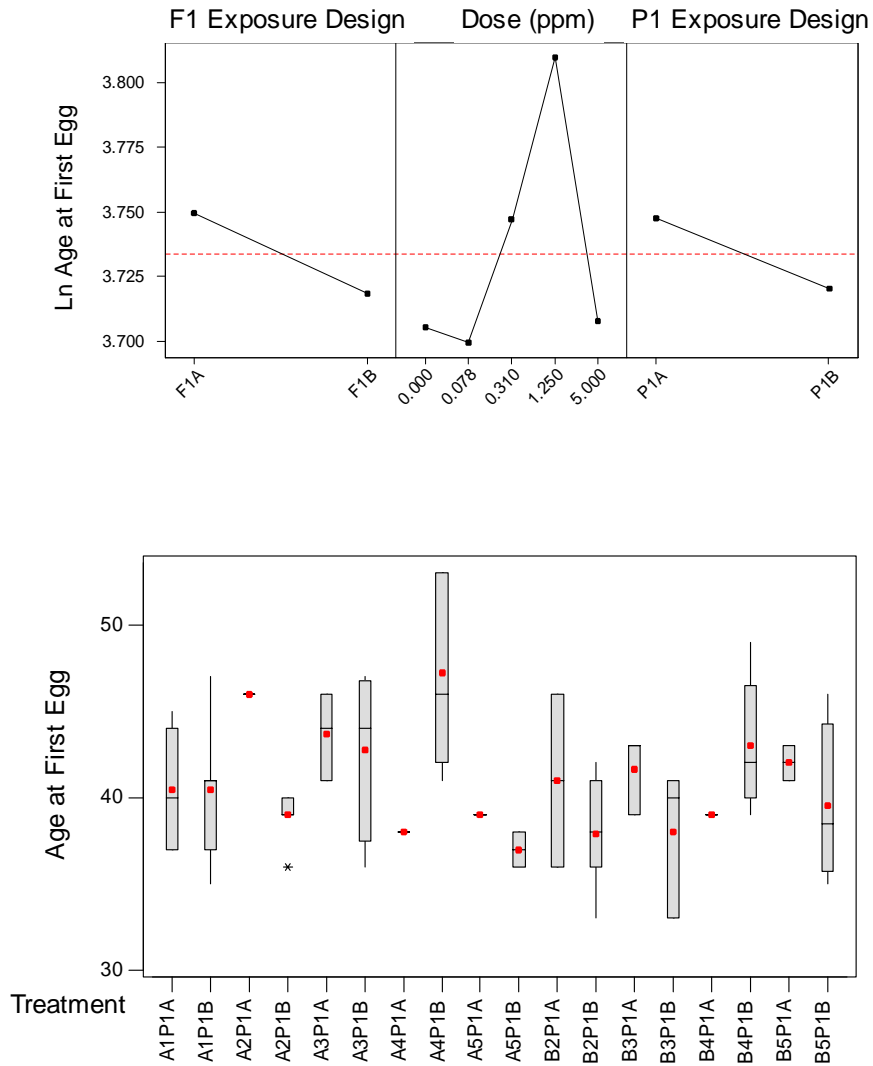 F1 Exposure Design Dose (ppm) P1 Exposure Design
Ln Age at First Egg
3.800
3.775
3.750
3.725
3.700
F1A F1B 0.000 0.078 0.310 1.250 5.000 P1A P1B
Age at First Egg
50
40
30
Treatment A1P1A A1P1B A2P1A A2P1B A3P1A A3P1B A4P1A A4P1B A5P1A A5P1B B2P1A B2P1B B3P1A B3P1B B4P1A B4P1B B5P1A B5P1B